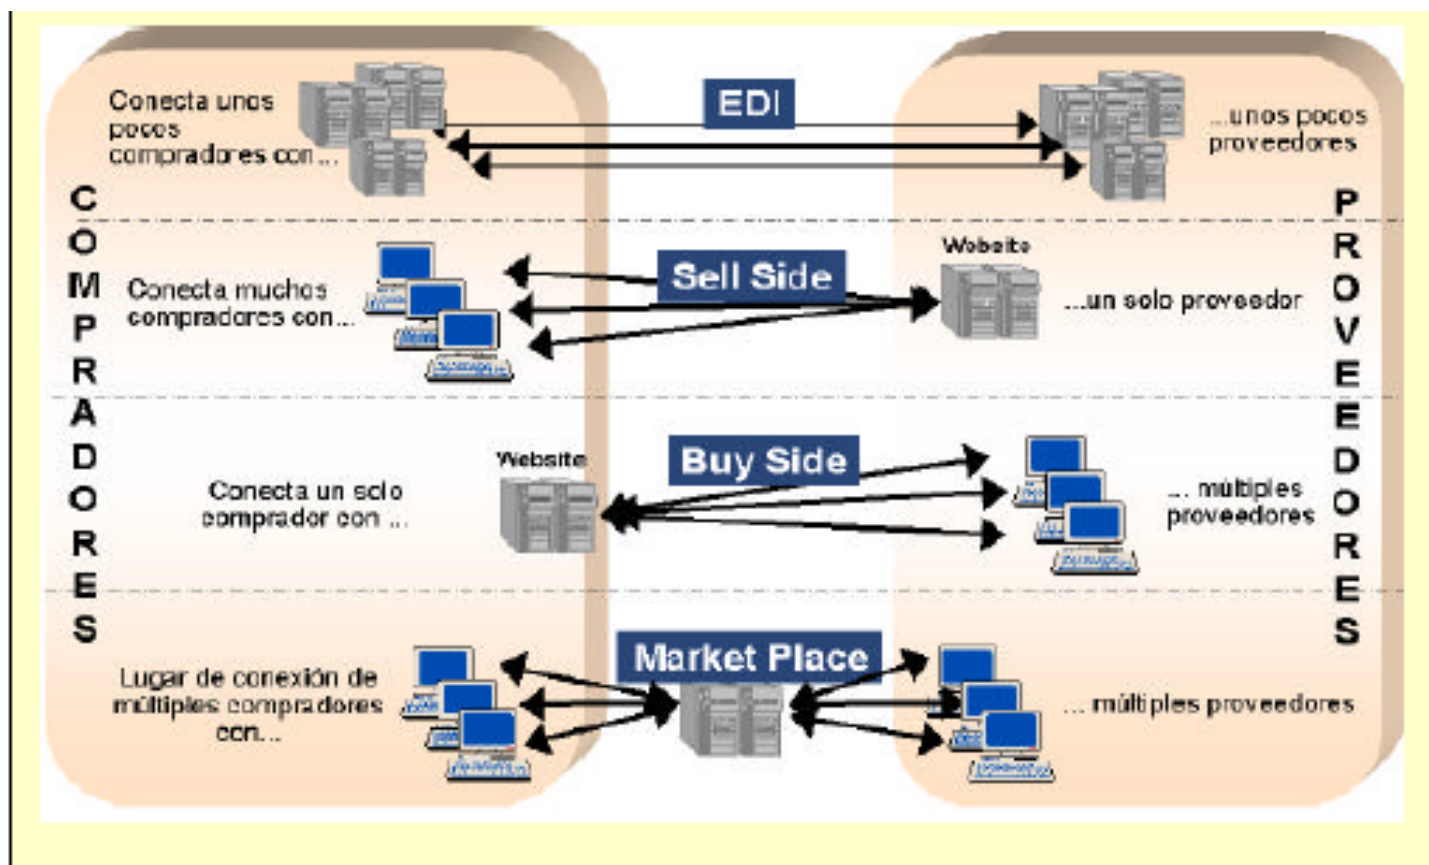 COMPRADORES
PROVEEDORES
Conecta unos
pocos
compradores con...
EDI
...unos pocos
proveedores
Conecta muchos
compradores con...
Sell Side
Website
...un solo proveedor
Conecta un solo
comprador con ...
Website
Buy Side
... múltiples
proveedores
Lugar de conexión de
múltiples compradores
con...
Market Place
... múltiples proveedores